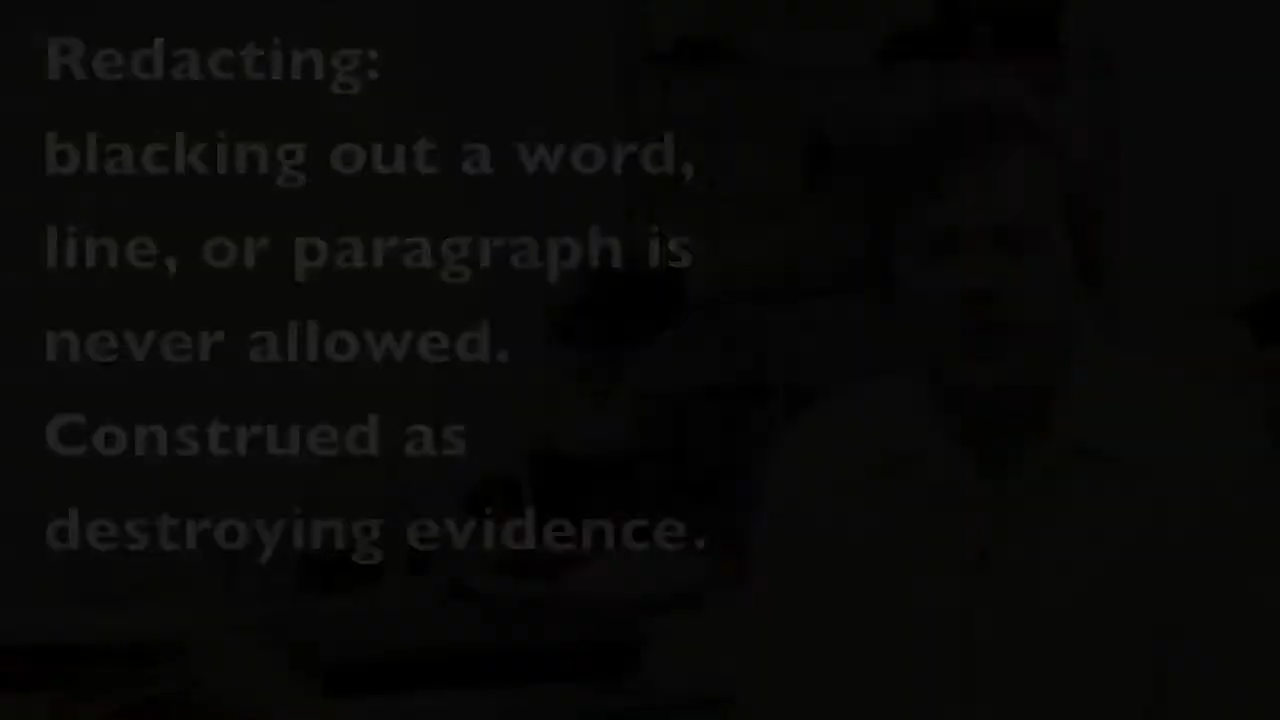 Redacting:
blacking out a word,
line, or paragraph is
never allowed.
Construed as
destroying evidence.